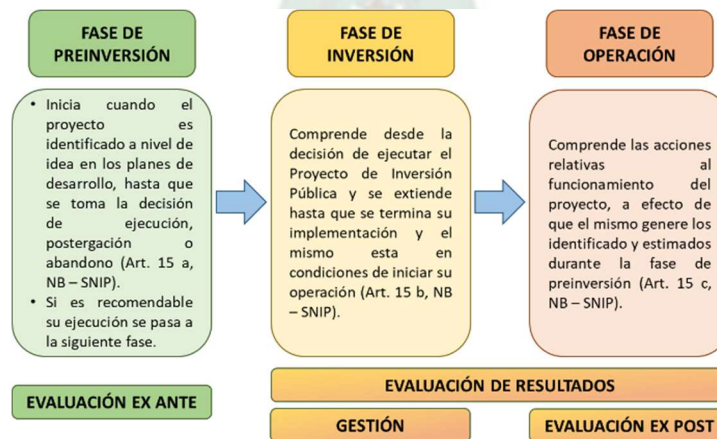 FASE DE
PREINVERSIÓN
• Inicia cuando el
proyecto es
identificado a nivel de
idea en los planes de
desarrollo, hasta que
se toma la decisión
de ejecución,
postergación o
abandono (Art. 15 a,
NB – SNIP).
• Si es recomendable
su ejecución se pasa a
la siguiente fase.
EVALUACIÓN EX ANTE
FASE DE
INVERSIÓN
Comprende desde la
decisión de ejecutar el
Proyecto de Inversión
Pública y se extiende
hasta que se termina su
implementación y el
mismo esta en
condiciones de iniciar su
operación (Art. 15 b, NB
– SNIP).
FASE DE
OPERACIÓN
Comprende las acciones
relativas al
funcionamiento del
proyecto, a efecto de
que el mismo genere los
identificado y estimados
durante la fase de
preinversión (Art. 15 c,
NB – SNIP).
EVALUACIÓN DE RESULTADOS
GESTIÓN
EVALUACIÓN EX POST